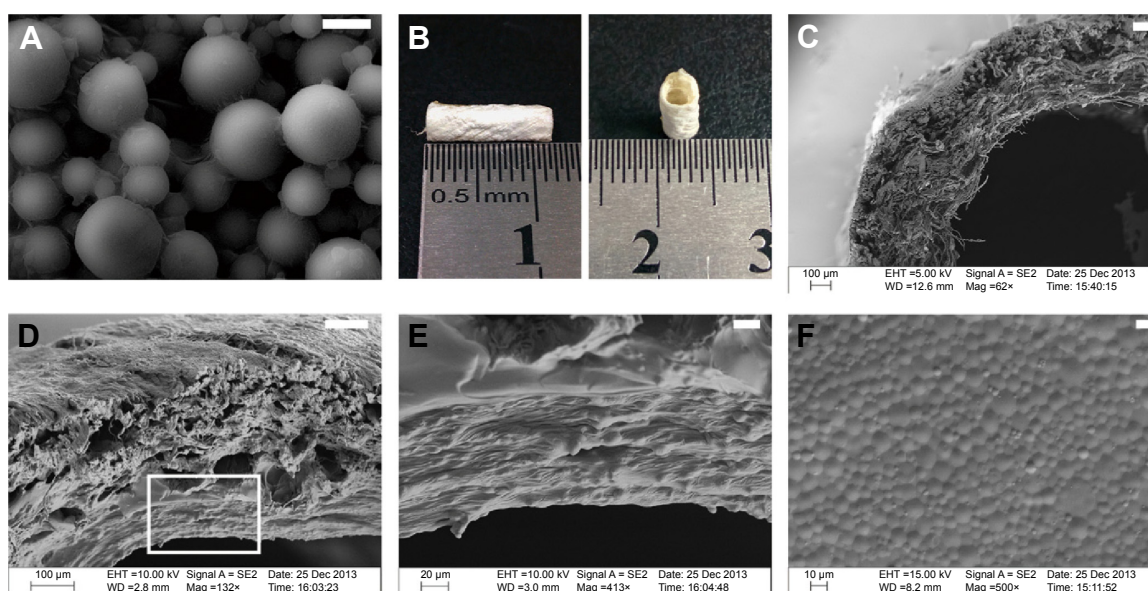 A
B
C
0.5 mm
1
2
3
100 µm
EHT =5.00 kV Signal A = SE2 Date: 25 Dec 2013
WD =12.6 mm Mag =62× Time: 15:40:15
D
E
F
100 µm
EHT =10.00 kV Signal A = SE2 Date: 25 Dec 2013
WD =2.8 mm Mag =132× Time: 16:03:23
20 µm
EHT =10.00 kV Signal A = SE2 Date: 25 Dec 2013
WD =3.0 mm Mag =413× Time: 16:04:48
10 µm
EHT =15.00 kV Signal A = SE2 Date: 25 Dec 2013
WD =8.2 mm Mag =500× Time: 15:11:52